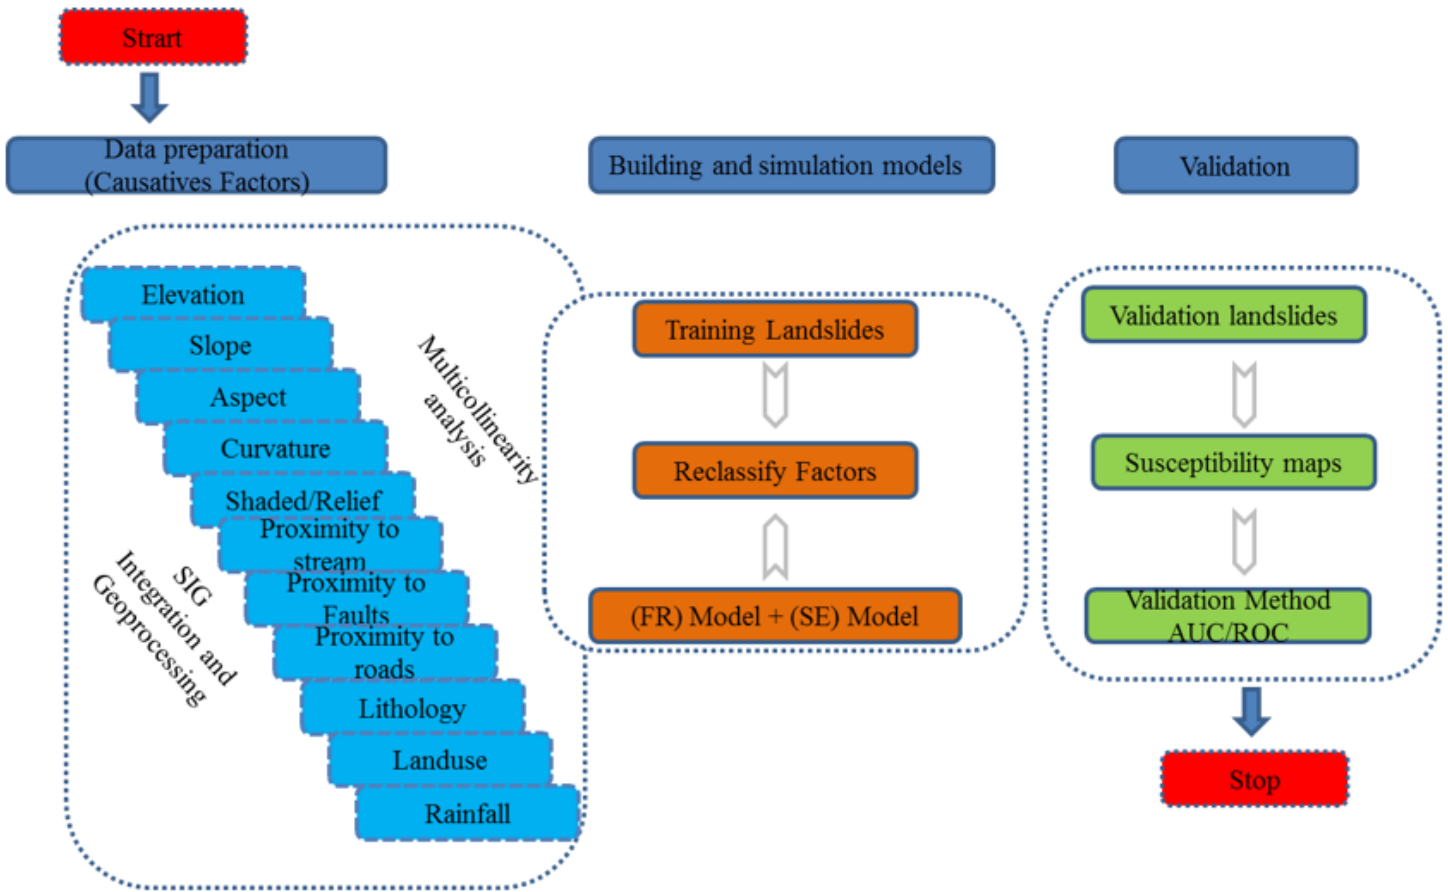 Strart
Data preparation
(Causatives Factors)
Building and simulation models
Validation
Elevation
Slope
Aspect
Curvature
Shaded/Relief
Proximity to
stream
Proximity to
Faults
Proximity to
roads
Lithology
Landuse
Rainfall
Multicollinearity
analysis
SIG
Integration and
Geoprocessing
Training Landslides
Reclassify Factors
(FR) Model + (SE) Model
Validation landslides
Susceptibility maps
Validation Method
AUC/ROC
Stop